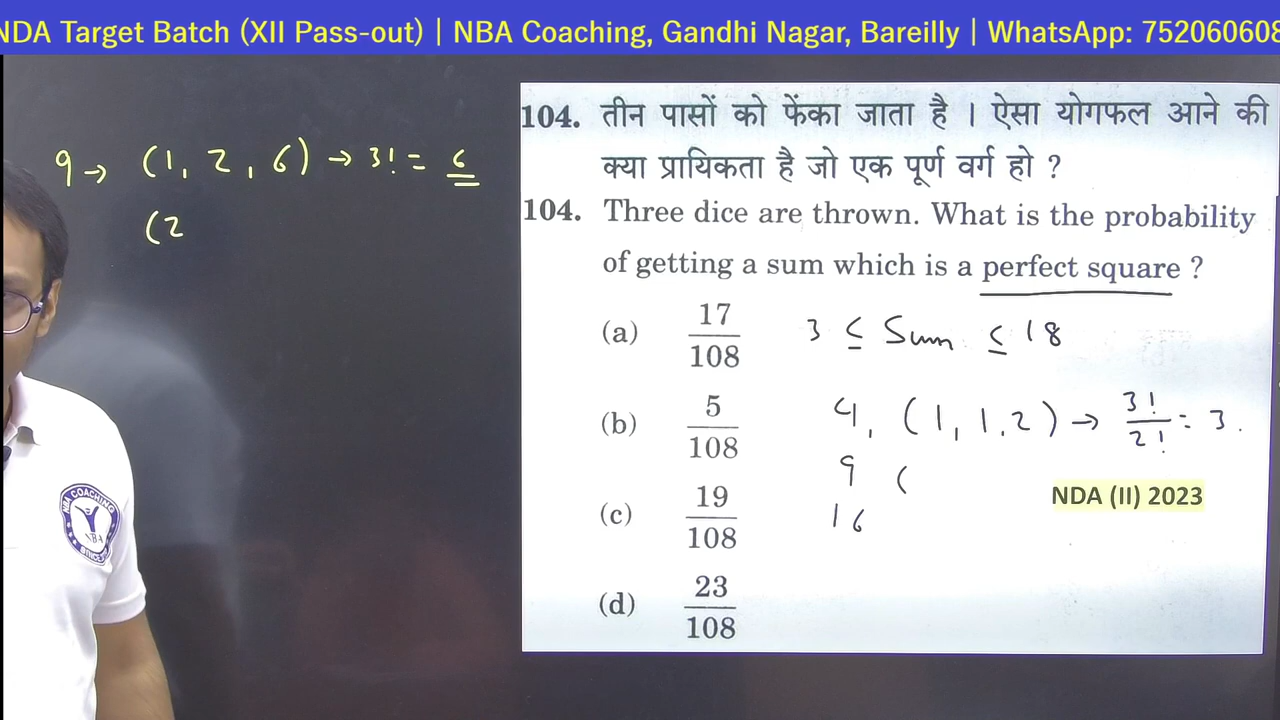 NDA Target Batch (XII Pass-out) | NBA Coaching, Gandhi Nagar, Bareilly | WhatsApp: 752060608
9 → (1, 2, 6) → 3! = 6
(2
NBA COACHING
NBA
104. तीन पासों को फेंका जाता है । ऐसा योगफल आने की
क्या प्रायिकता है जो एक पूर्ण वर्ग हो ?
104. Three dice are thrown. What is the probability
of getting a sum which is a perfect square ?
(a) 17/108
3 ≤ Sum ≤ 18
(b) 5/108
4, (1, 1, 2) → 3!/2! = 3.
9 (
(c) 19/108
16
NDA (II) 2023
(d) 23/108